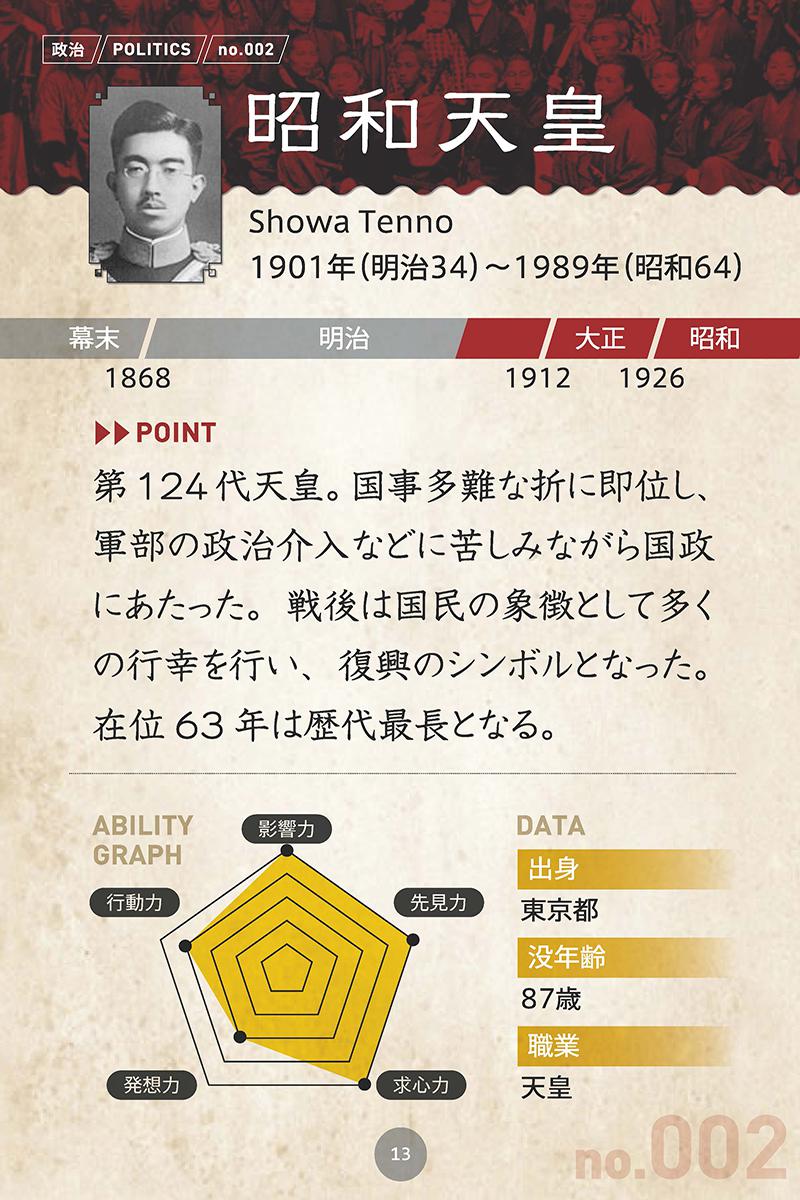 政治 POLITICS no.002
昭和天皇
Showa Tenno
1901年(明治34)～1989年(昭和64)
幕末 明治 大正 昭和
1868 1912 1926
POINT
第124代天皇。国事多難な折に即位し、
軍部の政治介入などに苦しみながら国政
にあたった。戦後は国民の象徴として多く
の行幸を行い、復興のシンボルとなった。
在位63年は歴代最長となる。
ABILITY
GRAPH
影響力
行動力
先見力
発想力
求心力
DATA
出身
東京都
没年齢
87歳
職業
天皇
13
no.002